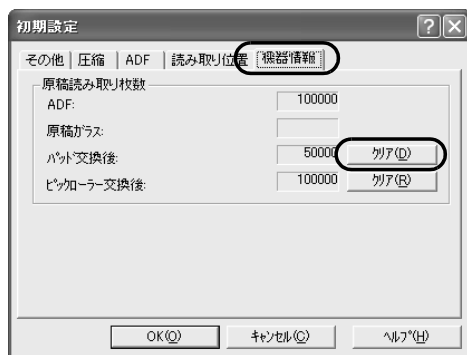 初期設定
その他 圧縮 ADF 読み取り位置 機器情報
原稿読み取り枚数
ADF: 100000
原稿ガラス:
パッド交換後: 50000 クリア(D)
ピックローラー交換後: 100000 クリア(R)
OK(O) キャンセル(C) ヘルプ(H)